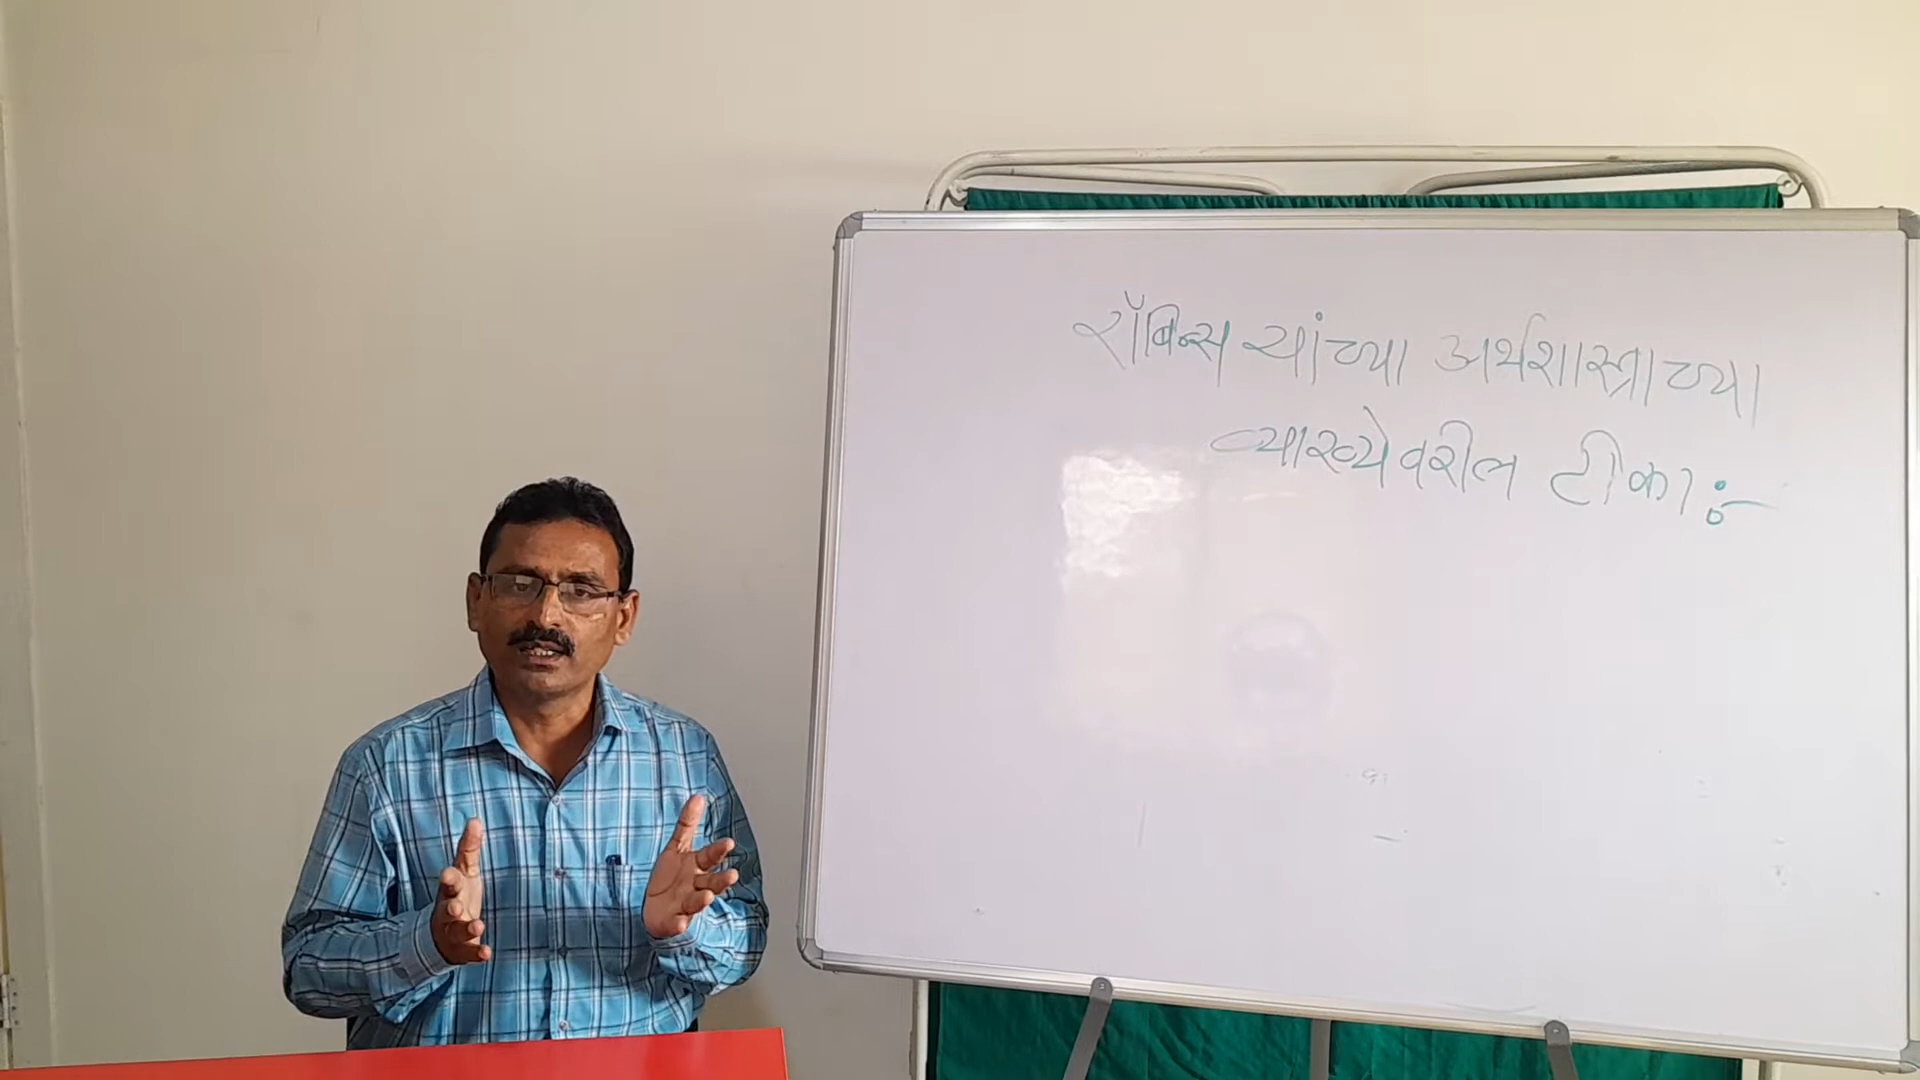 रॉबिन्स यांच्या अर्थशास्त्राच्या
व्याख्येवरील टीका :-